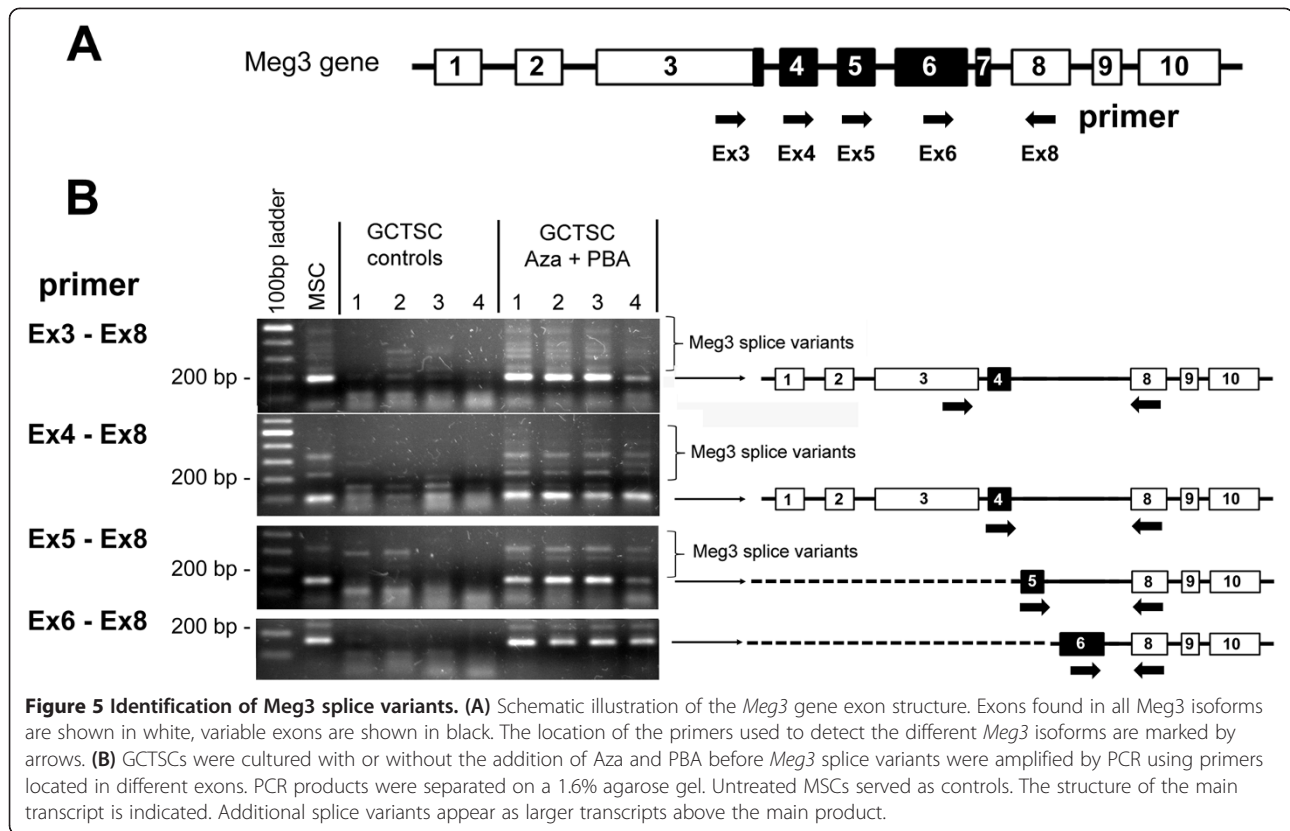 A
Meg3 gene
1 2 3 4 5 6 7 8 9 10
primer
Ex3 Ex4 Ex5 Ex6 Ex8
B
100bp ladder
MSC
GCTSC
controls
GCTSC
Aza + PBA
primer
1 2 3 4 1 2 3 4
Ex3 - Ex8
Meg3 splice variants
200 bp -
1 2 3 4 8 9 10
Ex4 - Ex8
Meg3 splice variants
200 bp -
1 2 3 4 8 9 10
Ex5 - Ex8
Meg3 splice variants
200 bp -
5 8 9 10
Ex6 - Ex8
200 bp -
6 8 9 10
Figure 5 Identification of Meg3 splice variants. (A) Schematic illustration of the Meg3 gene exon structure. Exons found in all Meg3 isoforms
are shown in white, variable exons are shown in black. The location of the primers used to detect the different Meg3 isoforms are marked by
arrows. (B) GCTSCs were cultured with or without the addition of Aza and PBA before Meg3 splice variants were amplified by PCR using primers
located in different exons. PCR products were separated on a 1.6% agarose gel. Untreated MSCs served as controls. The structure of the main
transcript is indicated. Additional splice variants appear as larger transcripts above the main product.